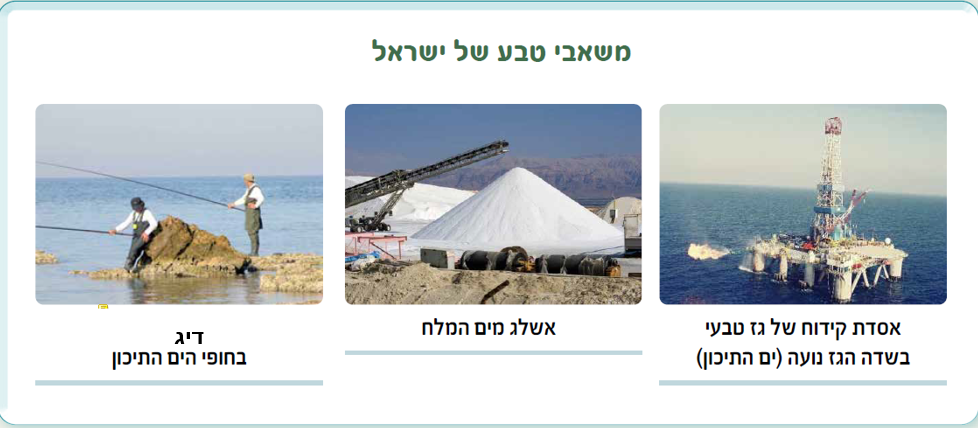 משאבי טבע של ישראל
אסדת קידוח של גז טבעי
בשדה הגז נועה (ים התיכון)
אשלג מים המלח
דיג
בחופי הים התיכון